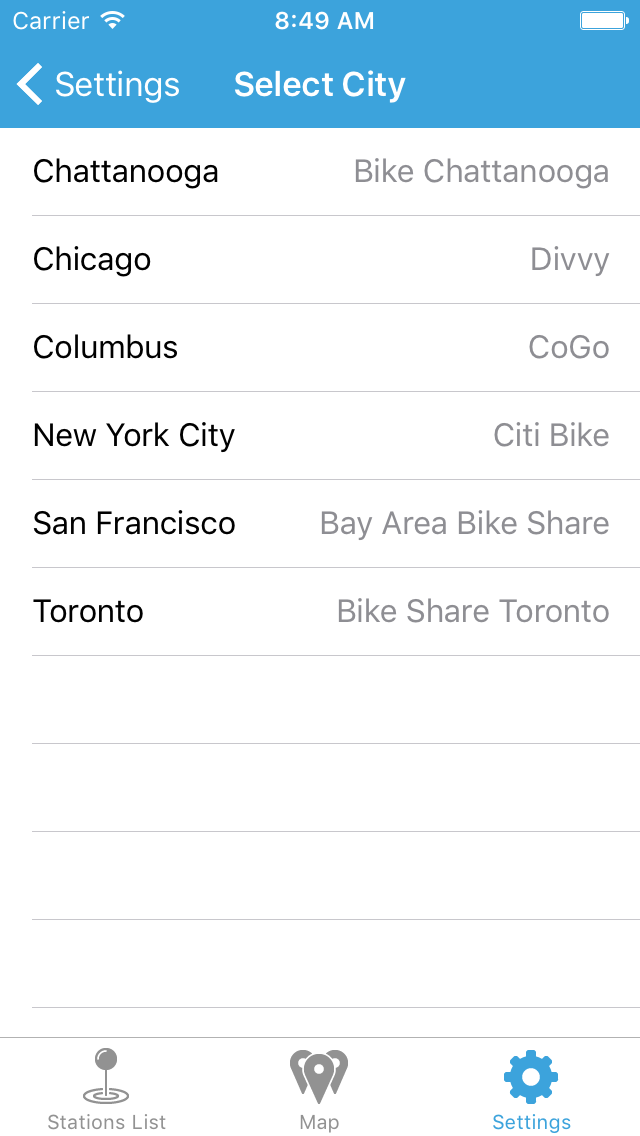 Carrier 8:49 AM
Settings Select City
Chattanooga Bike Chattanooga
Chicago Divvy
Columbus CoGo
New York City Citi Bike
San Francisco Bay Area Bike Share
Toronto Bike Share Toronto
Stations List Map Settings